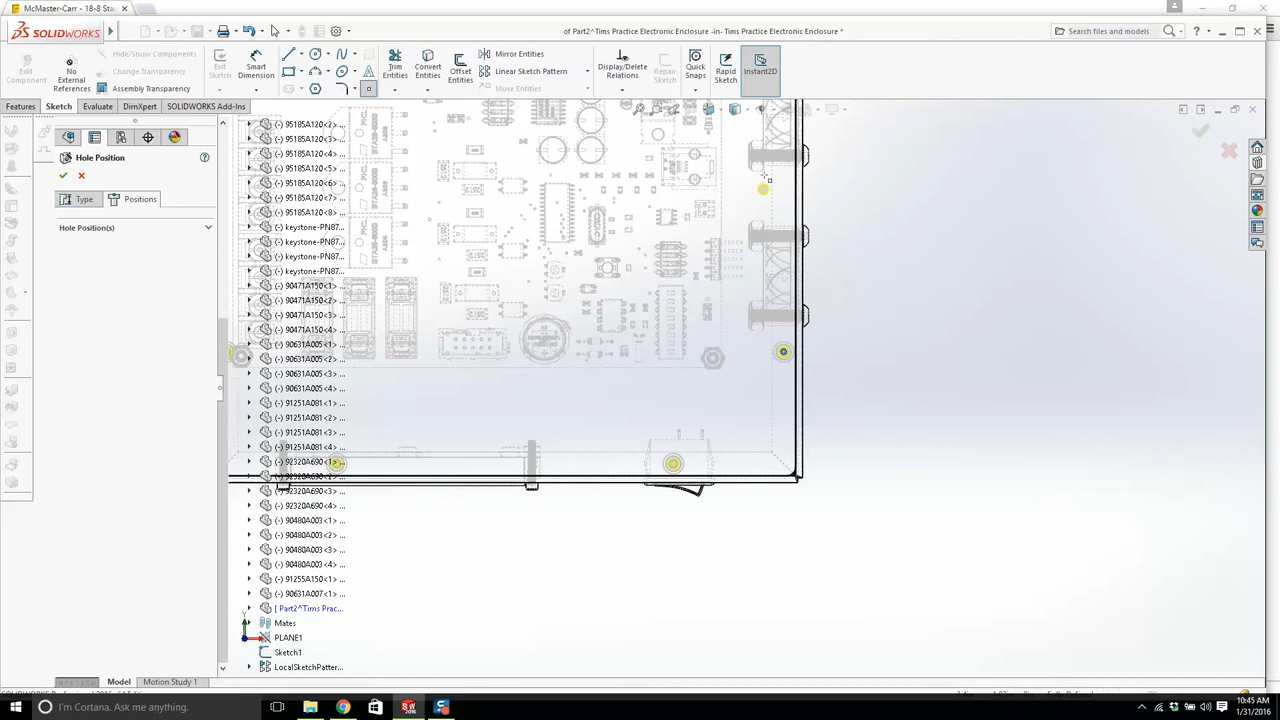 McMaster-Carr - 18-8 Sta
SOLIDWORKS
of Part2^Tims Practice Electronic Enclosure -in- Tims Practice Electronic Enclosure *
Search files and models
Edit Component
No External References
Hide/Show Components
Change Transparency
Assembly Transparency
Exit Sketch
Smart Dimension
Trim Entities
Convert Entities
Offset Entities
Mirror Entities
Linear Sketch Pattern
Move Entities
Display/Delete Relations
Repair Sketch
Quick Snaps
Rapid Sketch
Instant2D
Features
Sketch
Evaluate
DimXpert
SOLIDWORKS Add-Ins
Hole Position
Type
Positions
Hole Position(s)
(-) 95185A120<2> ...
(-) 95185A120<3> ...
(-) 95185A120<4> ...
(-) 95185A120<5> ...
(-) 95185A120<6> ...
(-) 95185A120<7> ...
(-) 95185A120<8> ...
(-) keystone-PN87...
(-) keystone-PN87...
(-) keystone-PN87...
(-) keystone-PN87...
(-) 90471A150<1> ...
(-) 90471A150<2> ...
(-) 90471A150<3> ...
(-) 90471A150<4> ...
(-) 90631A005<1> ...
(-) 90631A005<2> ...
(-) 90631A005<3> ...
(-) 90631A005<4> ...
(-) 91251A081<1> ...
(-) 91251A081<2> ...
(-) 91251A081<3> ...
(-) 91251A081<4> ...
(-) 92320A690<1> ...
(-) 92320A690<2> ...
(-) 92320A690<3> ...
(-) 92320A690<4> ...
(-) 90480A003<1> ...
(-) 90480A003<2> ...
(-) 90480A003<3> ...
(-) 90480A003<4> ...
(-) 91255A150<1> ...
(-) 90631A007<1> ...
[ Part2^Tims Prac...
Mates
PLANE1
Sketch1
LocalSketchPatter...
Model
Motion Study 1
I'm Cortana. Ask me anything.
10:45 AM
1/31/2016